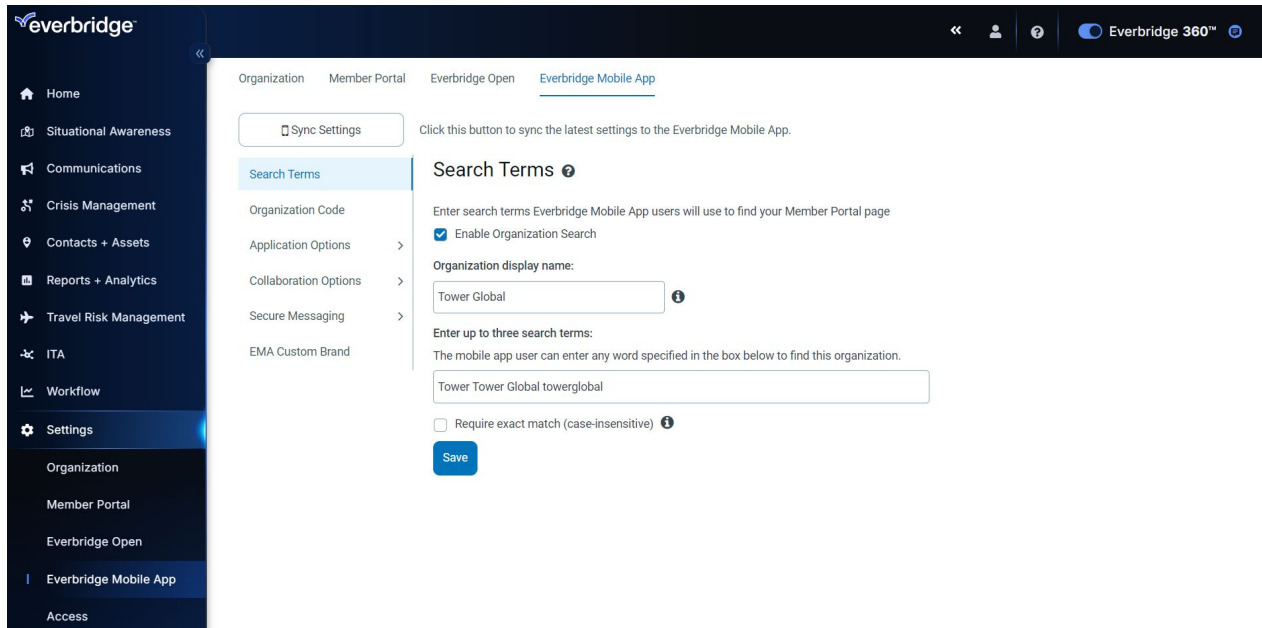 everbridge
Everbridge 360™
Home
Situational Awareness
Communications
Crisis Management
Contacts + Assets
Reports + Analytics
Travel Risk Management
ITA
Workflow
Settings
Organization
Member Portal
Everbridge Open
Everbridge Mobile App
Access
Organization Member Portal Everbridge Open Everbridge Mobile App
Sync Settings Click this button to sync the latest settings to the Everbridge Mobile App.
Search Terms
Organization Code
Application Options
Collaboration Options
Secure Messaging
EMA Custom Brand
Search Terms
Enter search terms Everbridge Mobile App users will use to find your Member Portal page
Enable Organization Search
Organization display name:
Tower Global
Enter up to three search terms:
The mobile app user can enter any word specified in the box below to find this organization.
Tower Tower Global towerglobal
Require exact match (case-insensitive)
Save